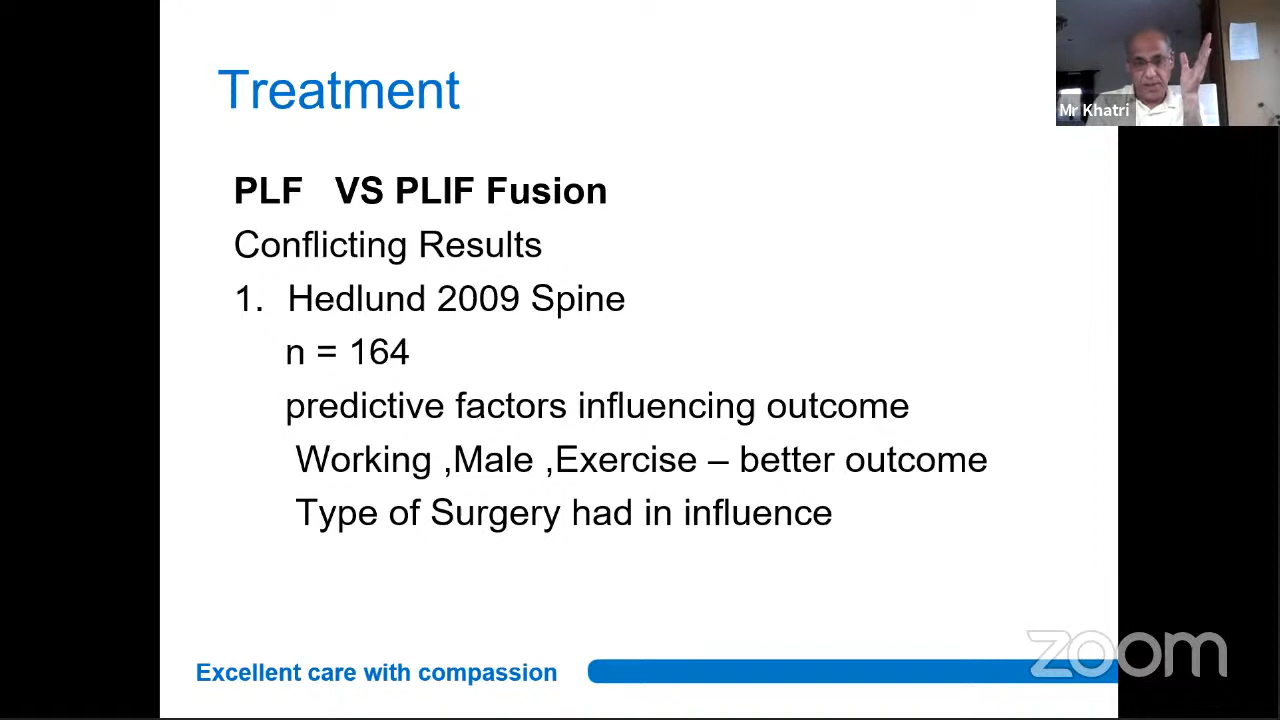 Treatment
Mr Khatri
PLF VS PLIF Fusion
Conflicting Results
1. Hedlund 2009 Spine
n = 164
predictive factors influencing outcome
Working ,Male ,Exercise – better outcome
Type of Surgery had in influence
Excellent care with compassion
zoom